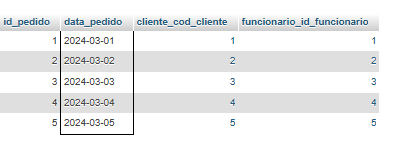 id_pedido data_pedido cliente_cod_cliente funcionario_id_funcionario
1 2024-03-01 1 1
2 2024-03-02 2 2
3 2024-03-03 3 3
4 2024-03-04 4 4
5 2024-03-05 5 5